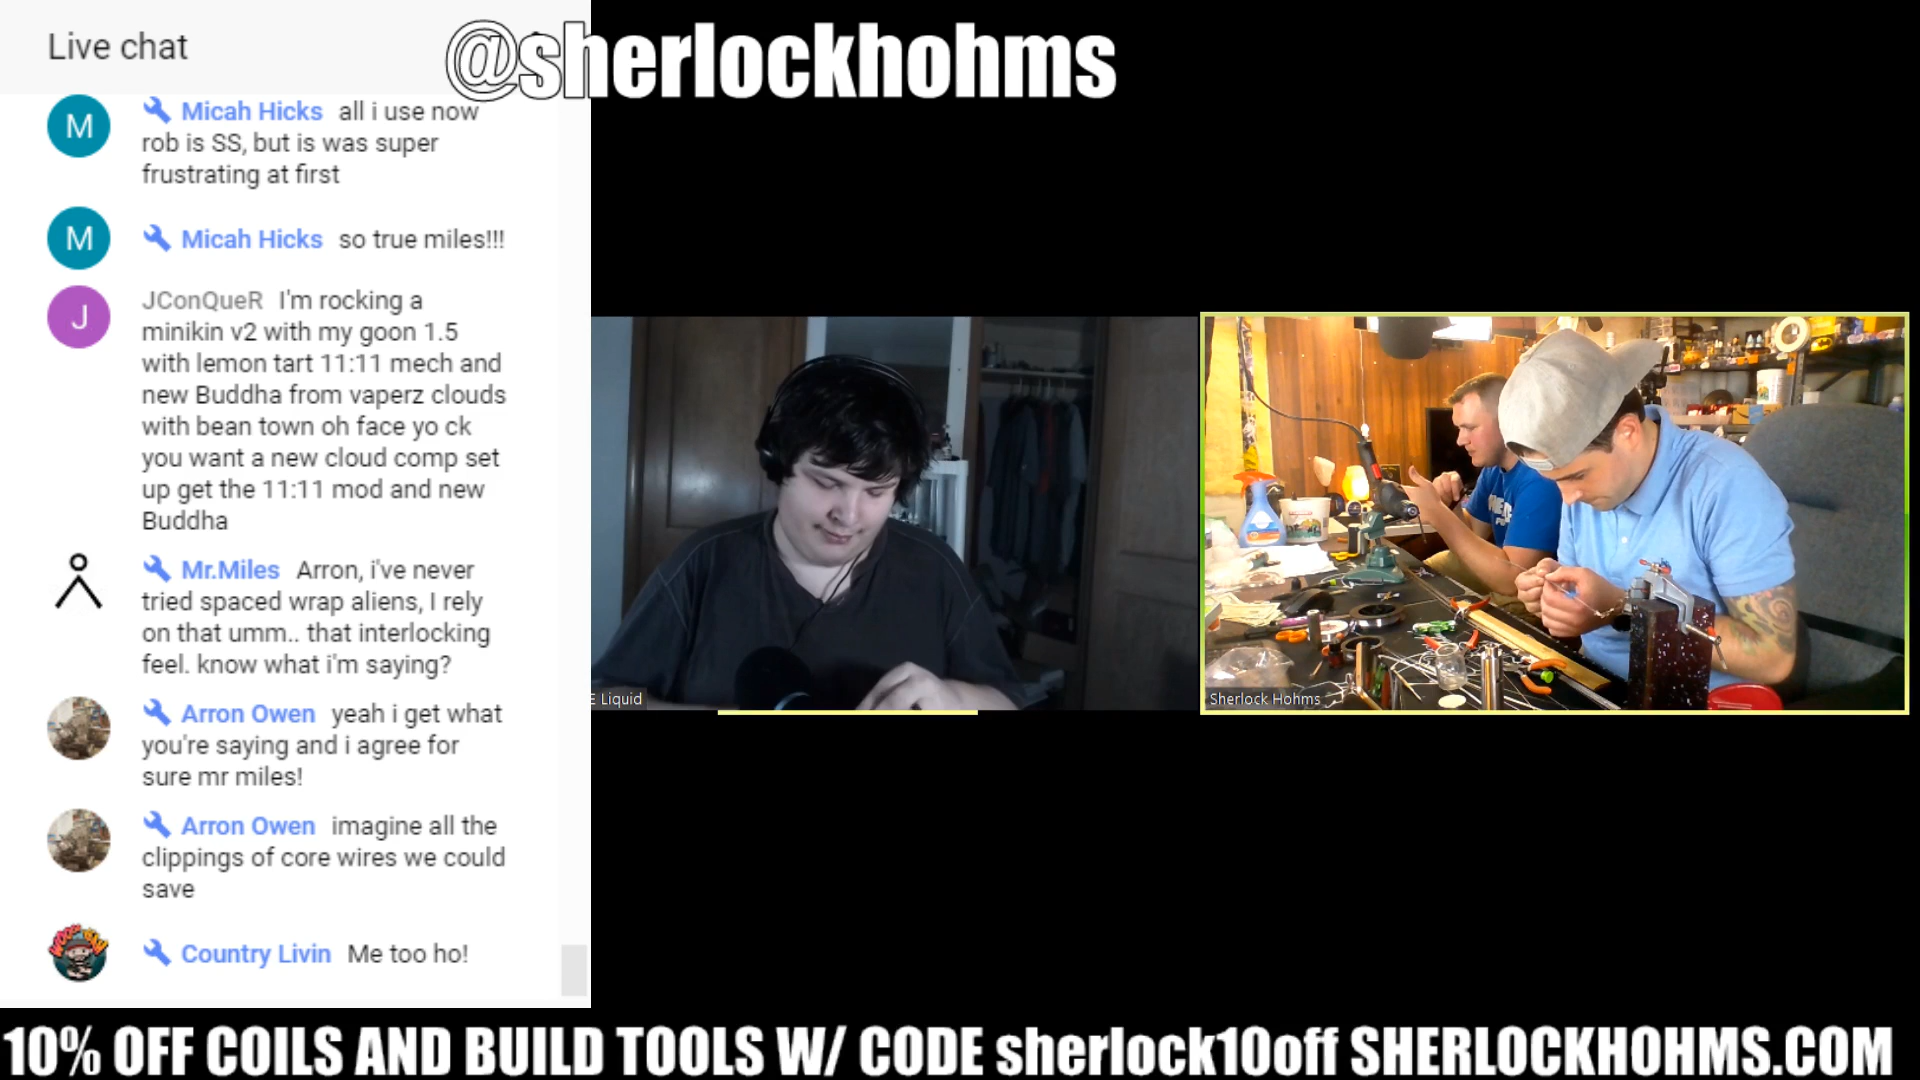 Live chat
@sherlockhohms
M
Micah Hicks all i use now
rob is SS, but is was super
frustrating at first
M
Micah Hicks so true miles!!!
J
JConQueR I'm rocking a
minikin v2 with my goon 1.5
with lemon tart 11:11 mech and
new Buddha from vaperz clouds
with bean town oh face yo ck
you want a new cloud comp set
up get the 11:11 mod and new
Buddha
Mr.Miles Arron, i've never
tried spaced wrap aliens, I rely
on that umm.. that interlocking
feel. know what i'm saying?
Arron Owen yeah i get what
you're saying and i agree for
sure mr miles!
Arron Owen imagine all the
clippings of core wires we could
save
Country Livin Me too ho!
E Liquid
Sherlock Hohms
10% OFF COILS AND BUILD TOOLS W/ CODE sherlock10off SHERLOCKHOHMS.COM